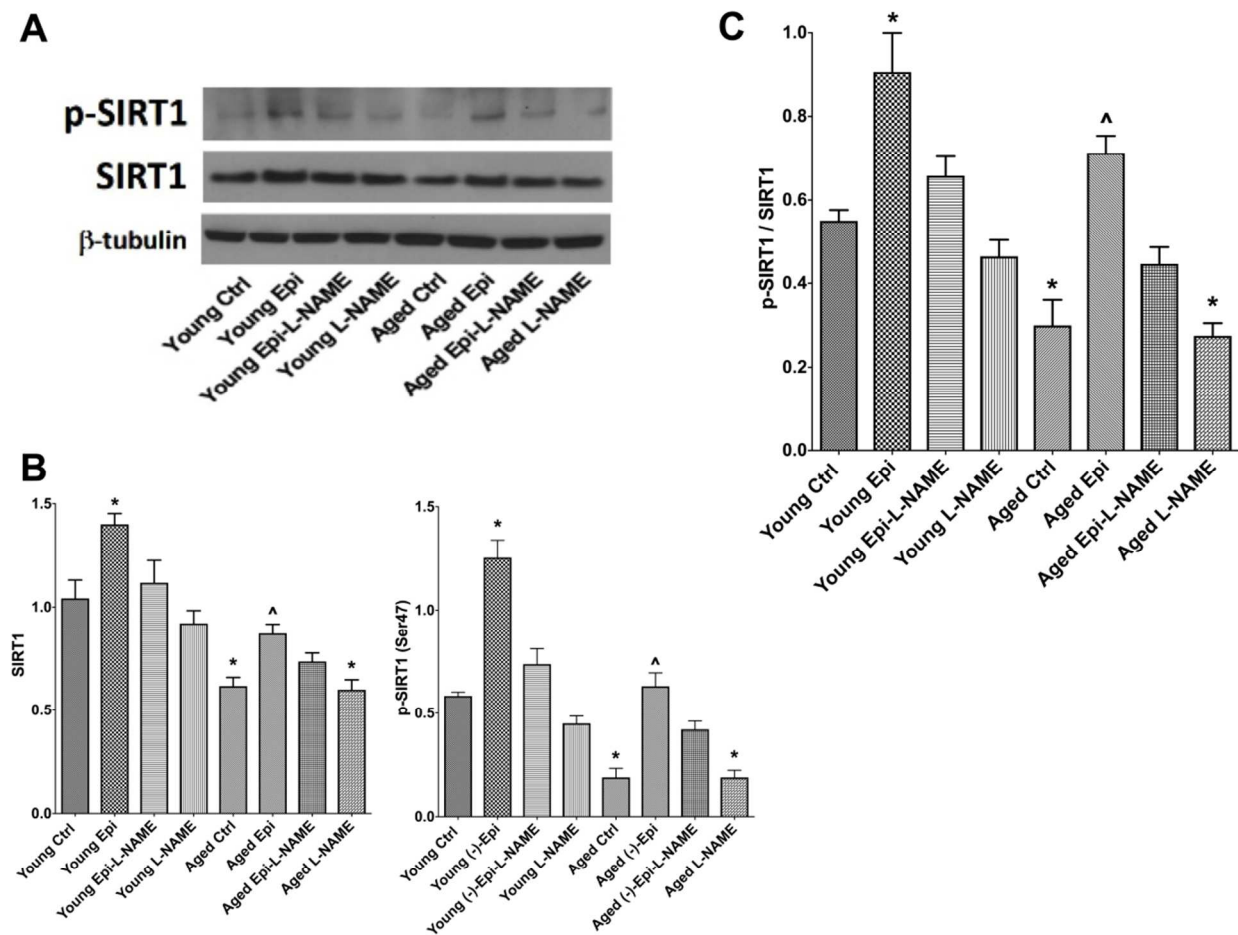 A
p-SIRT1
SIRT1
β-tubulin
Young Ctrl
Young Epi
Young Epi-L-NAME
Young L-NAME
Aged Ctrl
Aged Epi
Aged Epi-L-NAME
Aged L-NAME
B
SIRT1
1.5
1.0
0.5
0.0
*
*
^
*
Young Ctrl
Young Epi
Young Epi-L-NAME
Young L-NAME
Aged Ctrl
Aged Epi
Aged Epi-L-NAME
Aged L-NAME
p-SIRT1 (Ser47)
1.5
1.0
0.5
0.0
*
*
^
*
Young Ctrl
Young (-)-Epi
Young (-)-Epi-L-NAME
Young L-NAME
Aged Ctrl
Aged (-)-Epi
Aged (-)-Epi-L-NAME
Aged L-NAME
C
p-SIRT1 / SIRT1
1.0
0.8
0.6
0.4
0.2
0.0
*
*
^
*
Young Ctrl
Young Epi
Young Epi-L-NAME
Young L-NAME
Aged Ctrl
Aged Epi
Aged Epi-L-NAME
Aged L-NAME